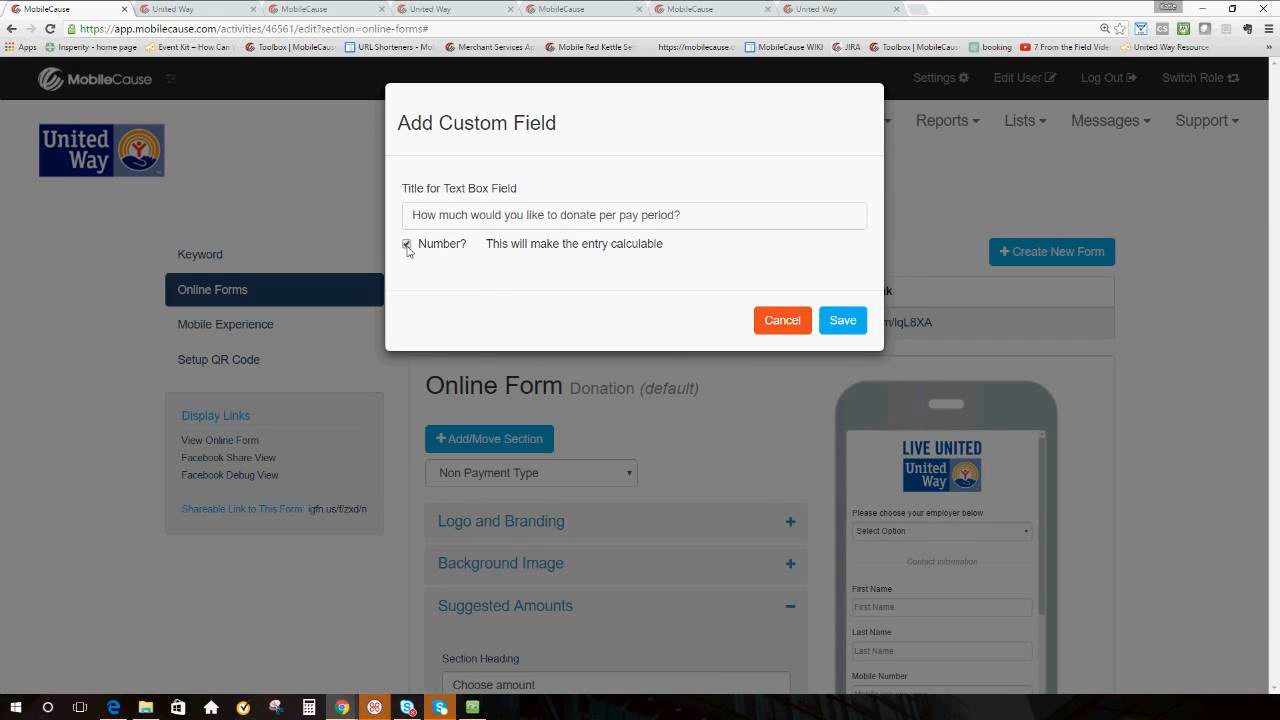 MobileCause
United Way
MobileCause
United Way
MobileCause
MobileCause
United Way
Katie
https://app.mobilecause.com/activities/46561/edit?section=online-forms#
Apps
Insperity - home pag
Event Kit – How Can
Toolbox | MobileCaus
URL Shorteners - Mo
Merchant Services Ap
Mobile Red Kettle Set
https://mobilecause.c
MobileCause WIKI
JIRA
Toolbox | MobileCaus
booking
7 From the Field Vide
United Way Resource
MobileCause
Settings
Edit User
Log Out
Switch Role
United Way
Reports
Lists
Messages
Support
Add Custom Field
Title for Text Box Field
How much would you like to donate per pay period?
Number? This will make the entry calculable
Cancel
Save
Keyword
Online Forms
Mobile Experience
Setup QR Code
Create New Form
m/lqL8XA
Display Links
View Online Form
Facebook Share View
Facebook Debug View
Shareable Link to This Form: igfn.us/f/zxd/n
Online Form Donation (default)
Add/Move Section
Non Payment Type
Logo and Branding
Background Image
Suggested Amounts
Section Heading
Choose amount
LIVE UNITED
United Way
Please choose your employer below
Select Option
Contact information
First Name
First Name
Last Name
Last Name
Mobile Number